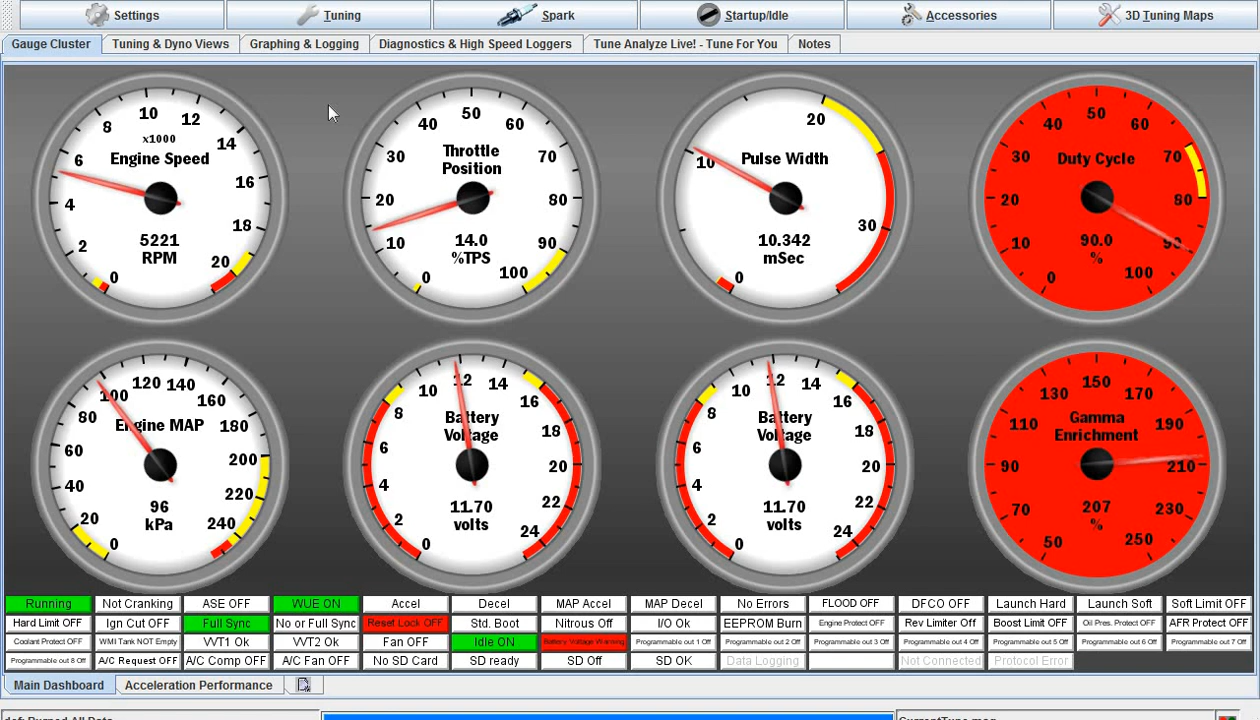 Settings Tuning Spark Startup/Idle Accessories 3D Tuning Maps
Gauge Cluster Tuning & Dyno Views Graphing & Logging Diagnostics & High Speed Loggers Tune Analyze Live! - Tune For You Notes
0 2 4 6 8 10 12 14 16 18 20
x1000
Engine Speed
5221
RPM
0 10 20 30 40 50 60 70 80 90 100
Throttle
Position
14.0
%TPS
0 10 20 30
Pulse Width
10.342
mSec
0 10 20 30 40 50 60 70 80 90 100
Duty Cycle
90.0
%
0 20 40 60 80 100 120 140 160 180 200 220 240
Engine MAP
96
kPa
0 2 4 6 8 10 12 14 16 18 20 22 24
Battery
Voltage
11.70
volts
0 2 4 6 8 10 12 14 16 18 20 22 24
Battery
Voltage
11.70
volts
50 70 90 110 130 150 170 190 210 230 250
Gamma
Enrichment
207
%
Running Not Cranking ASE OFF WUE ON Accel Decel MAP Accel MAP Decel No Errors FLOOD OFF DFCO OFF Launch Hard Launch Soft Soft Limit OFF
Hard Limit OFF Ign Cut OFF Full Sync No or Full Sync Reset Lock OFF Std. Boot Nitrous Off I/O Ok EEPROM Burn Engine Protect OFF Rev Limiter Off Boost Limit OFF Oil Pres. Protect OFF AFR Protect OFF
Coolant Protect OFF WMI Tank NOT Empty VVT1 Ok VVT2 Ok Fan OFF Idle ON Battery Voltage Warning Programmable out 1 Off Programmable out 2 Off Programmable out 3 Off Programmable out 4 Off Programmable out 5 Off Programmable out 6 Off Programmable out 7 Off
Programmable out 8 Off A/C Request OFF A/C Comp OFF A/C Fan OFF No SD Card SD ready SD Off SD OK Data Logging Not Connected Protocol Error
Main Dashboard Acceleration Performance